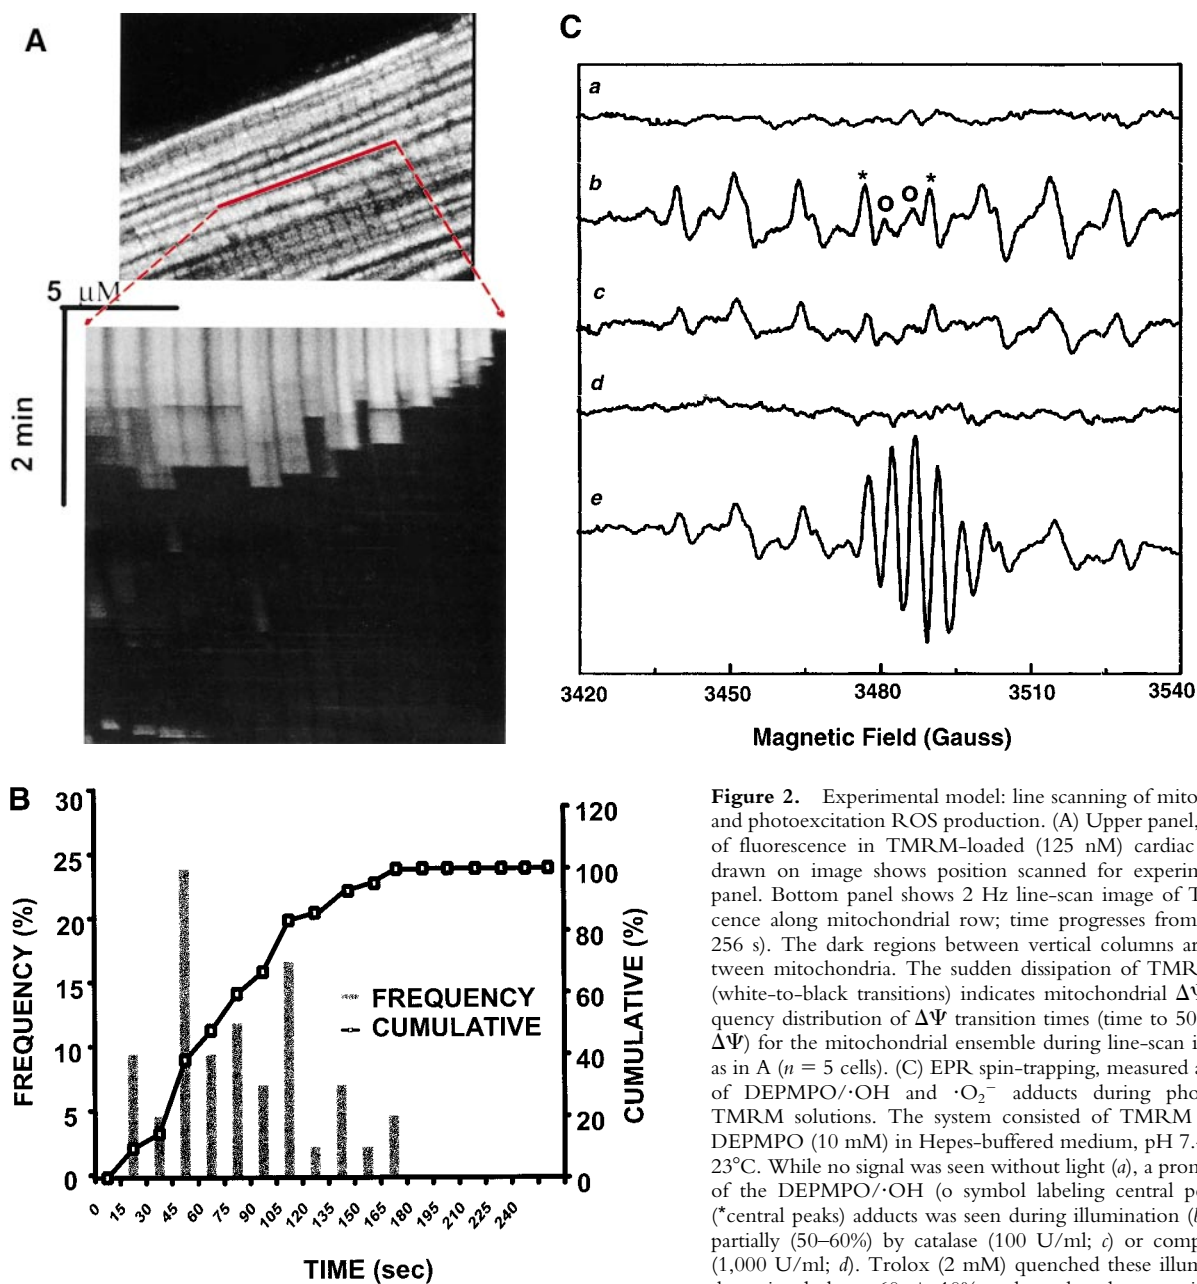 A
5 μM
2 min
C
a
b
* o o *
c
d
e
3420 3450 3480 3510 3540
Magnetic Field (Gauss)
B
30
25
20
15
10
5
0
FREQUENCY (%)
120
100
80
60
40
20
0
CUMULATIVE (%)
FREQUENCY
CUMULATIVE
0 15 30 45 60 75 90 105 120 135 150 165 180 195 210 225 240
TIME (sec)
Figure 2. Experimental model: line scanning of mito
and photoexcitation ROS production. (A) Upper panel,
of fluorescence in TMRM-loaded (125 nM) cardiac
drawn on image shows position scanned for experim
panel. Bottom panel shows 2 Hz line-scan image of T
cence along mitochondrial row; time progresses from
256 s). The dark regions between vertical columns ar
tween mitochondria. The sudden dissipation of TMR
(white-to-black transitions) indicates mitochondrial ΔΨ
quency distribution of ΔΨ transition times (time to 50
ΔΨ) for the mitochondrial ensemble during line-scan i
as in A (n = 5 cells). (C) EPR spin-trapping, measured a
of DEPMPO/·OH and ·O₂⁻ adducts during pho
TMRM solutions. The system consisted of TMRM
DEPMPO (10 mM) in Hepes-buffered medium, pH 7.
23°C. While no signal was seen without light (a), a pron
of the DEPMPO/·OH (o symbol labeling central pe
(*central peaks) adducts was seen during illumination (b
partially (50–60%) by catalase (100 U/ml; c) or comp
(1,000 U/ml; d). Trolox (2 mM) quenched these illum